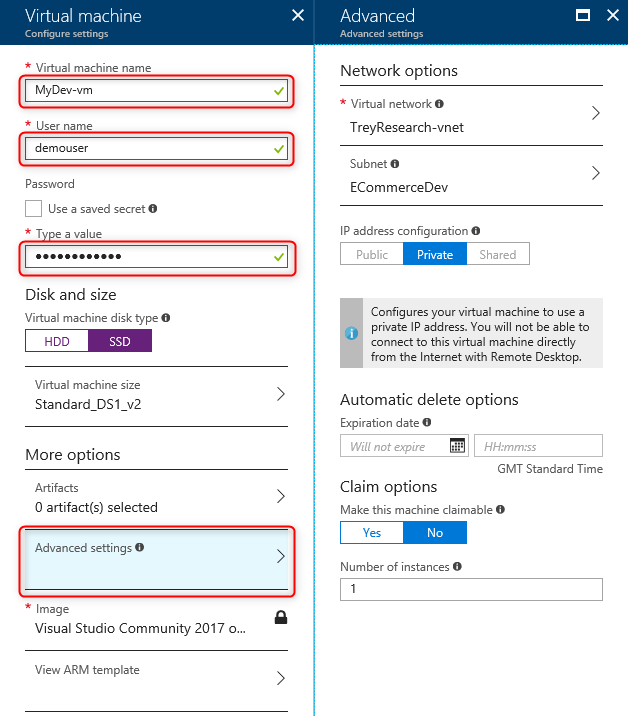 Virtual machine
Configure settings
* Virtual machine name
MyDev-vm
* User name
demouser
Password
Use a saved secret
* Type a value
••••••••••••
Disk and size
Virtual machine disk type
HDD SSD
Virtual machine size
Standard_DS1_v2
More options
Artifacts
0 artifact(s) selected
Advanced settings
* Image
Visual Studio Community 2017 o...
View ARM template
Advanced
Advanced settings
Network options
* Virtual network
TreyResearch-vnet
Subnet
ECommerceDev
IP address configuration
Public Private Shared
Configures your virtual machine to use a
private IP address. You will not be able to
connect to this virtual machine directly
from the Internet with Remote Desktop.
Automatic delete options
Expiration date
Will not expire HH:mm:ss
GMT Standard Time
Claim options
Make this machine claimable
Yes No
Number of instances
1